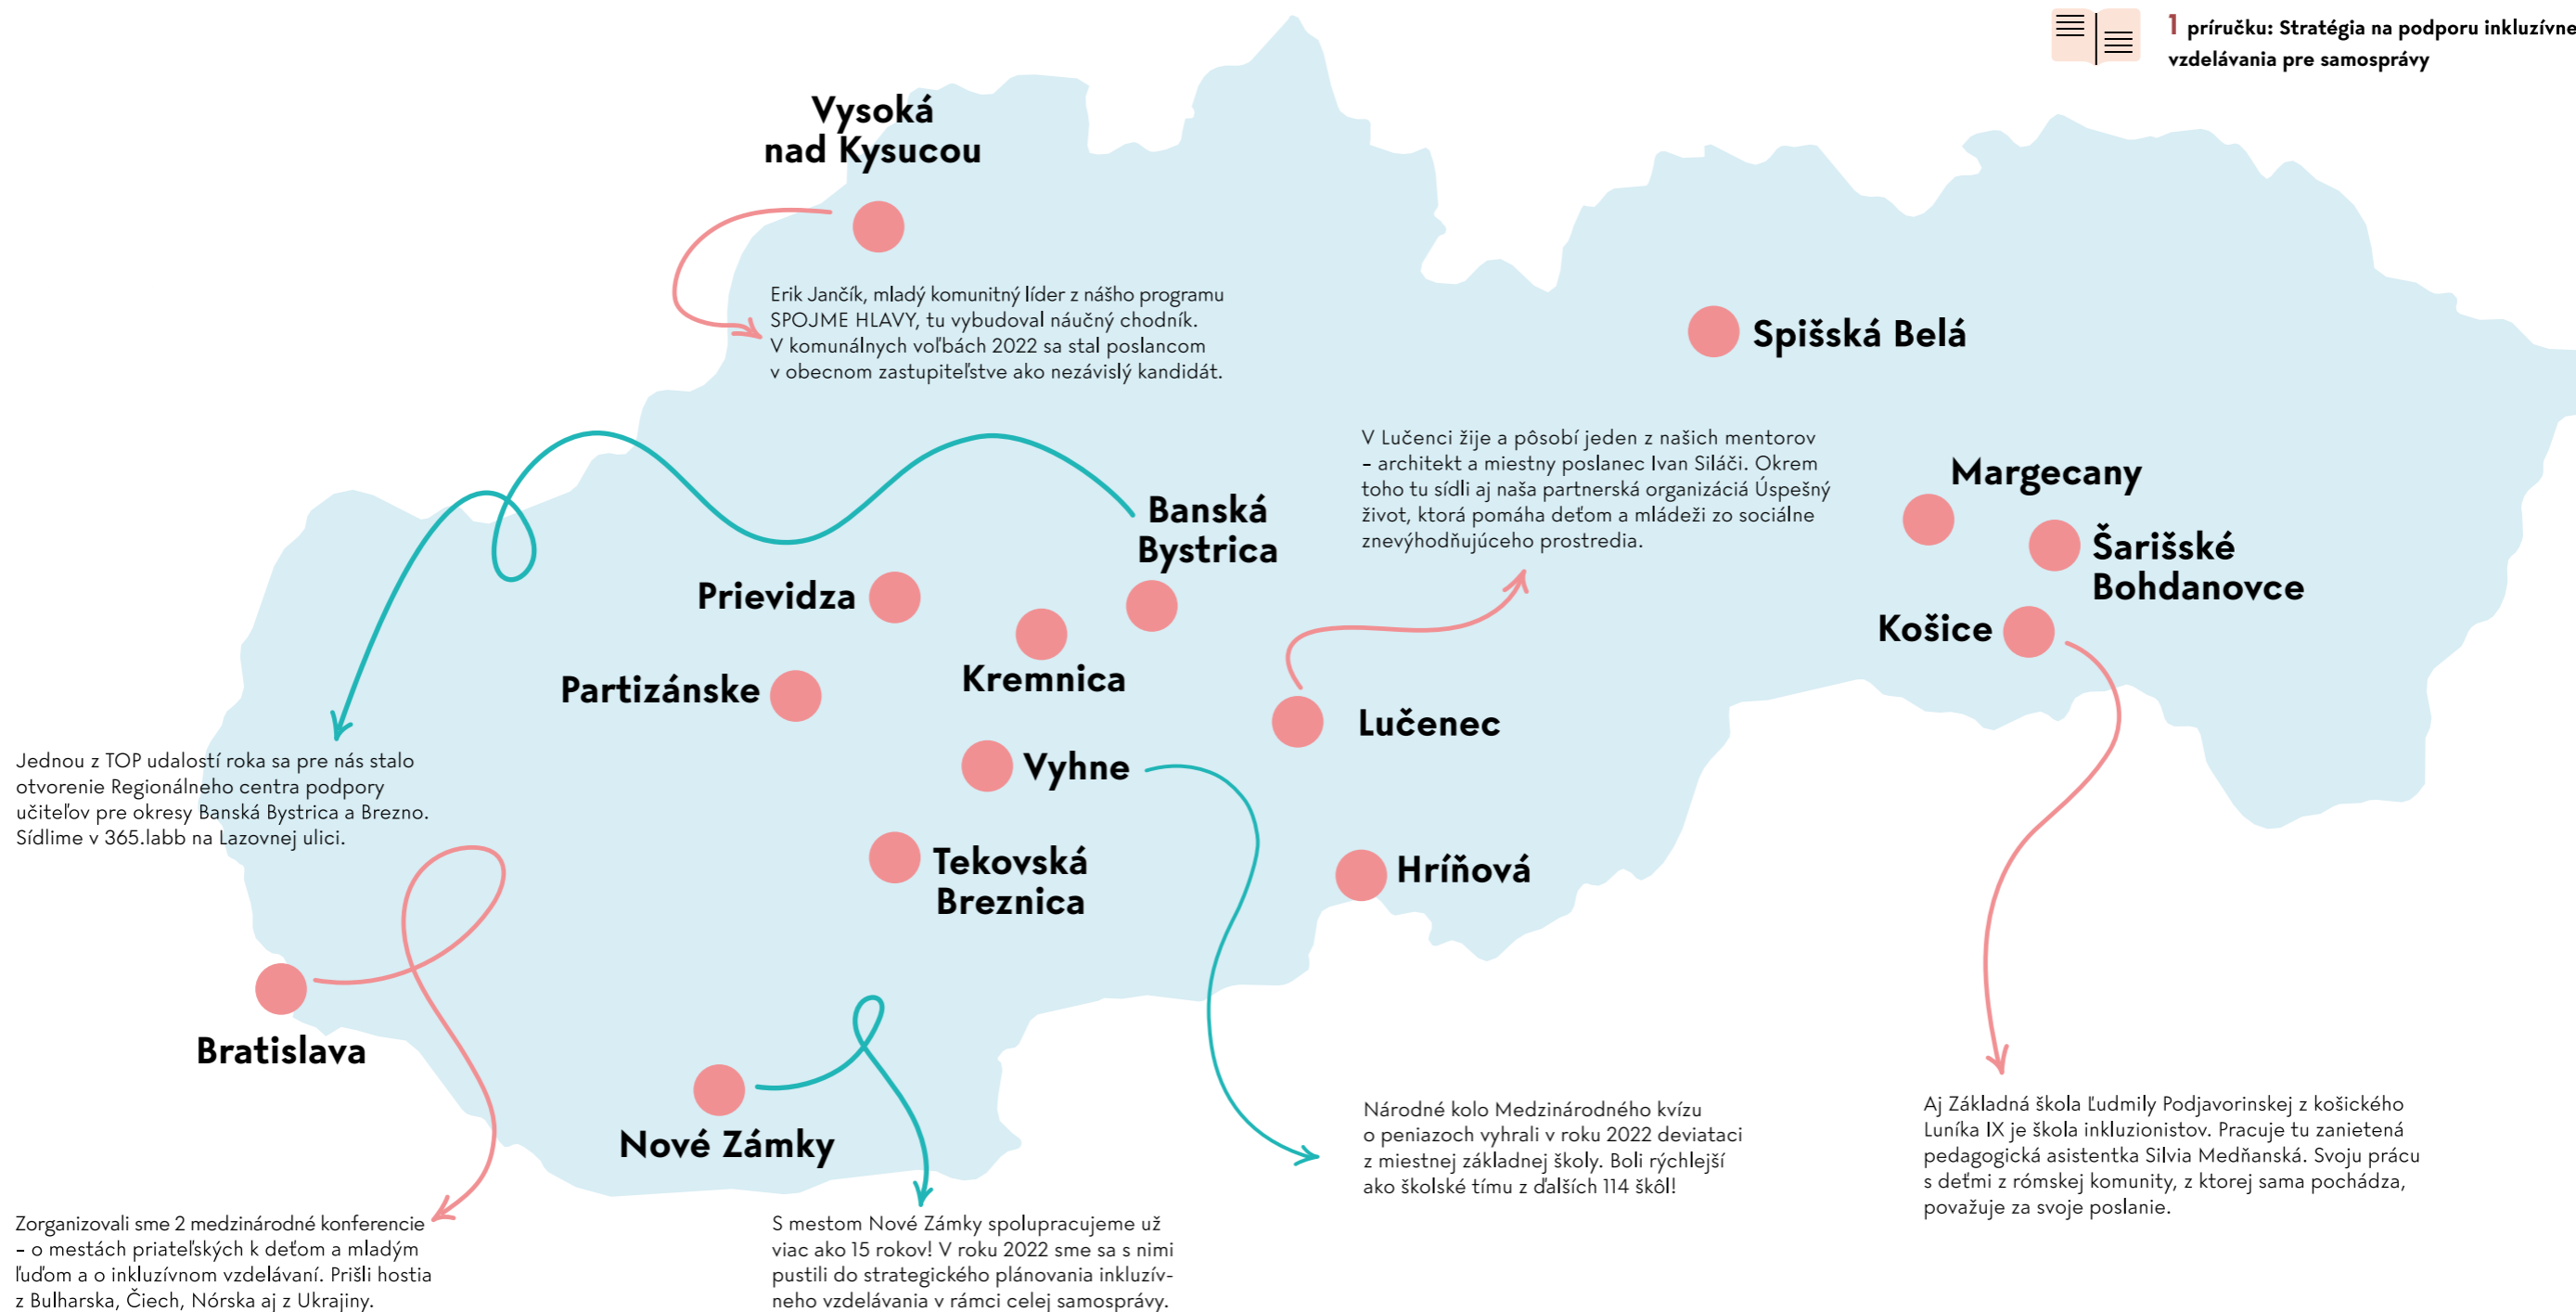 1 príručku: Stratégia na podporu inkluzívne
vzdelávania pre samosprávy
Vysoká
nad Kysucou
Erik Jančík, mladý komunitný líder z nášho programu
SPOJME HLAVY, tu vybudoval náučný chodník.
V komunálnych voľbách 2022 sa stal poslancom
v obecnom zastupiteľstve ako nezávislý kandidát.
Spišská Belá
V Lučenci žije a pôsobí jeden z našich mentorov
– architekt a miestny poslanec Ivan Siláči. Okrem
toho tu sídli aj naša partnerská organizáciá Úspešný
život, ktorá pomáha deťom a mládeži zo sociálne
znevýhodňujúceho prostredia.
Margecany
Banská
Bystrica
Šarišské
Bohdanovce
Prievidza
Košice
Kremnica
Partizánske
Lučenec
Vyhne
Jednou z TOP udalostí roka sa pre nás stalo
otvorenie Regionálneho centra podpory
učiteľov pre okresy Banská Bystrica a Brezno.
Sídlime v 365.labb na Lazovnej ulici.
Tekovská
Breznica
Hríňová
Bratislava
Nové Zámky
Národné kolo Medzinárodného kvízu
o peniazoch vyhrali v roku 2022 deviataci
z miestnej základnej školy. Boli rýchlejší
ako školské tímu z ďalších 114 škôl!
Aj Základná škola Ľudmily Podjavorinskej z košického
Luníka IX je škola inkluzionistov. Pracuje tu zanietená
pedagogická asistentka Silvia Medňanská. Svoju prácu
s deťmi z rómskej komunity, z ktorej sama pochádza,
považuje za svoje poslanie.
Zorganizovali sme 2 medzinárodné konferencie
– o mestách priateľských k deťom a mladým
ľuďom a o inkluzívnom vzdelávaní. Prišli hostia
z Bulharska, Čiech, Nórska aj z Ukrajiny.
S mestom Nové Zámky spolupracujeme už
viac ako 15 rokov! V roku 2022 sme sa s nimi
pustili do strategického plánovania inkluzív-
neho vzdelávania v rámci celej samosprávy.